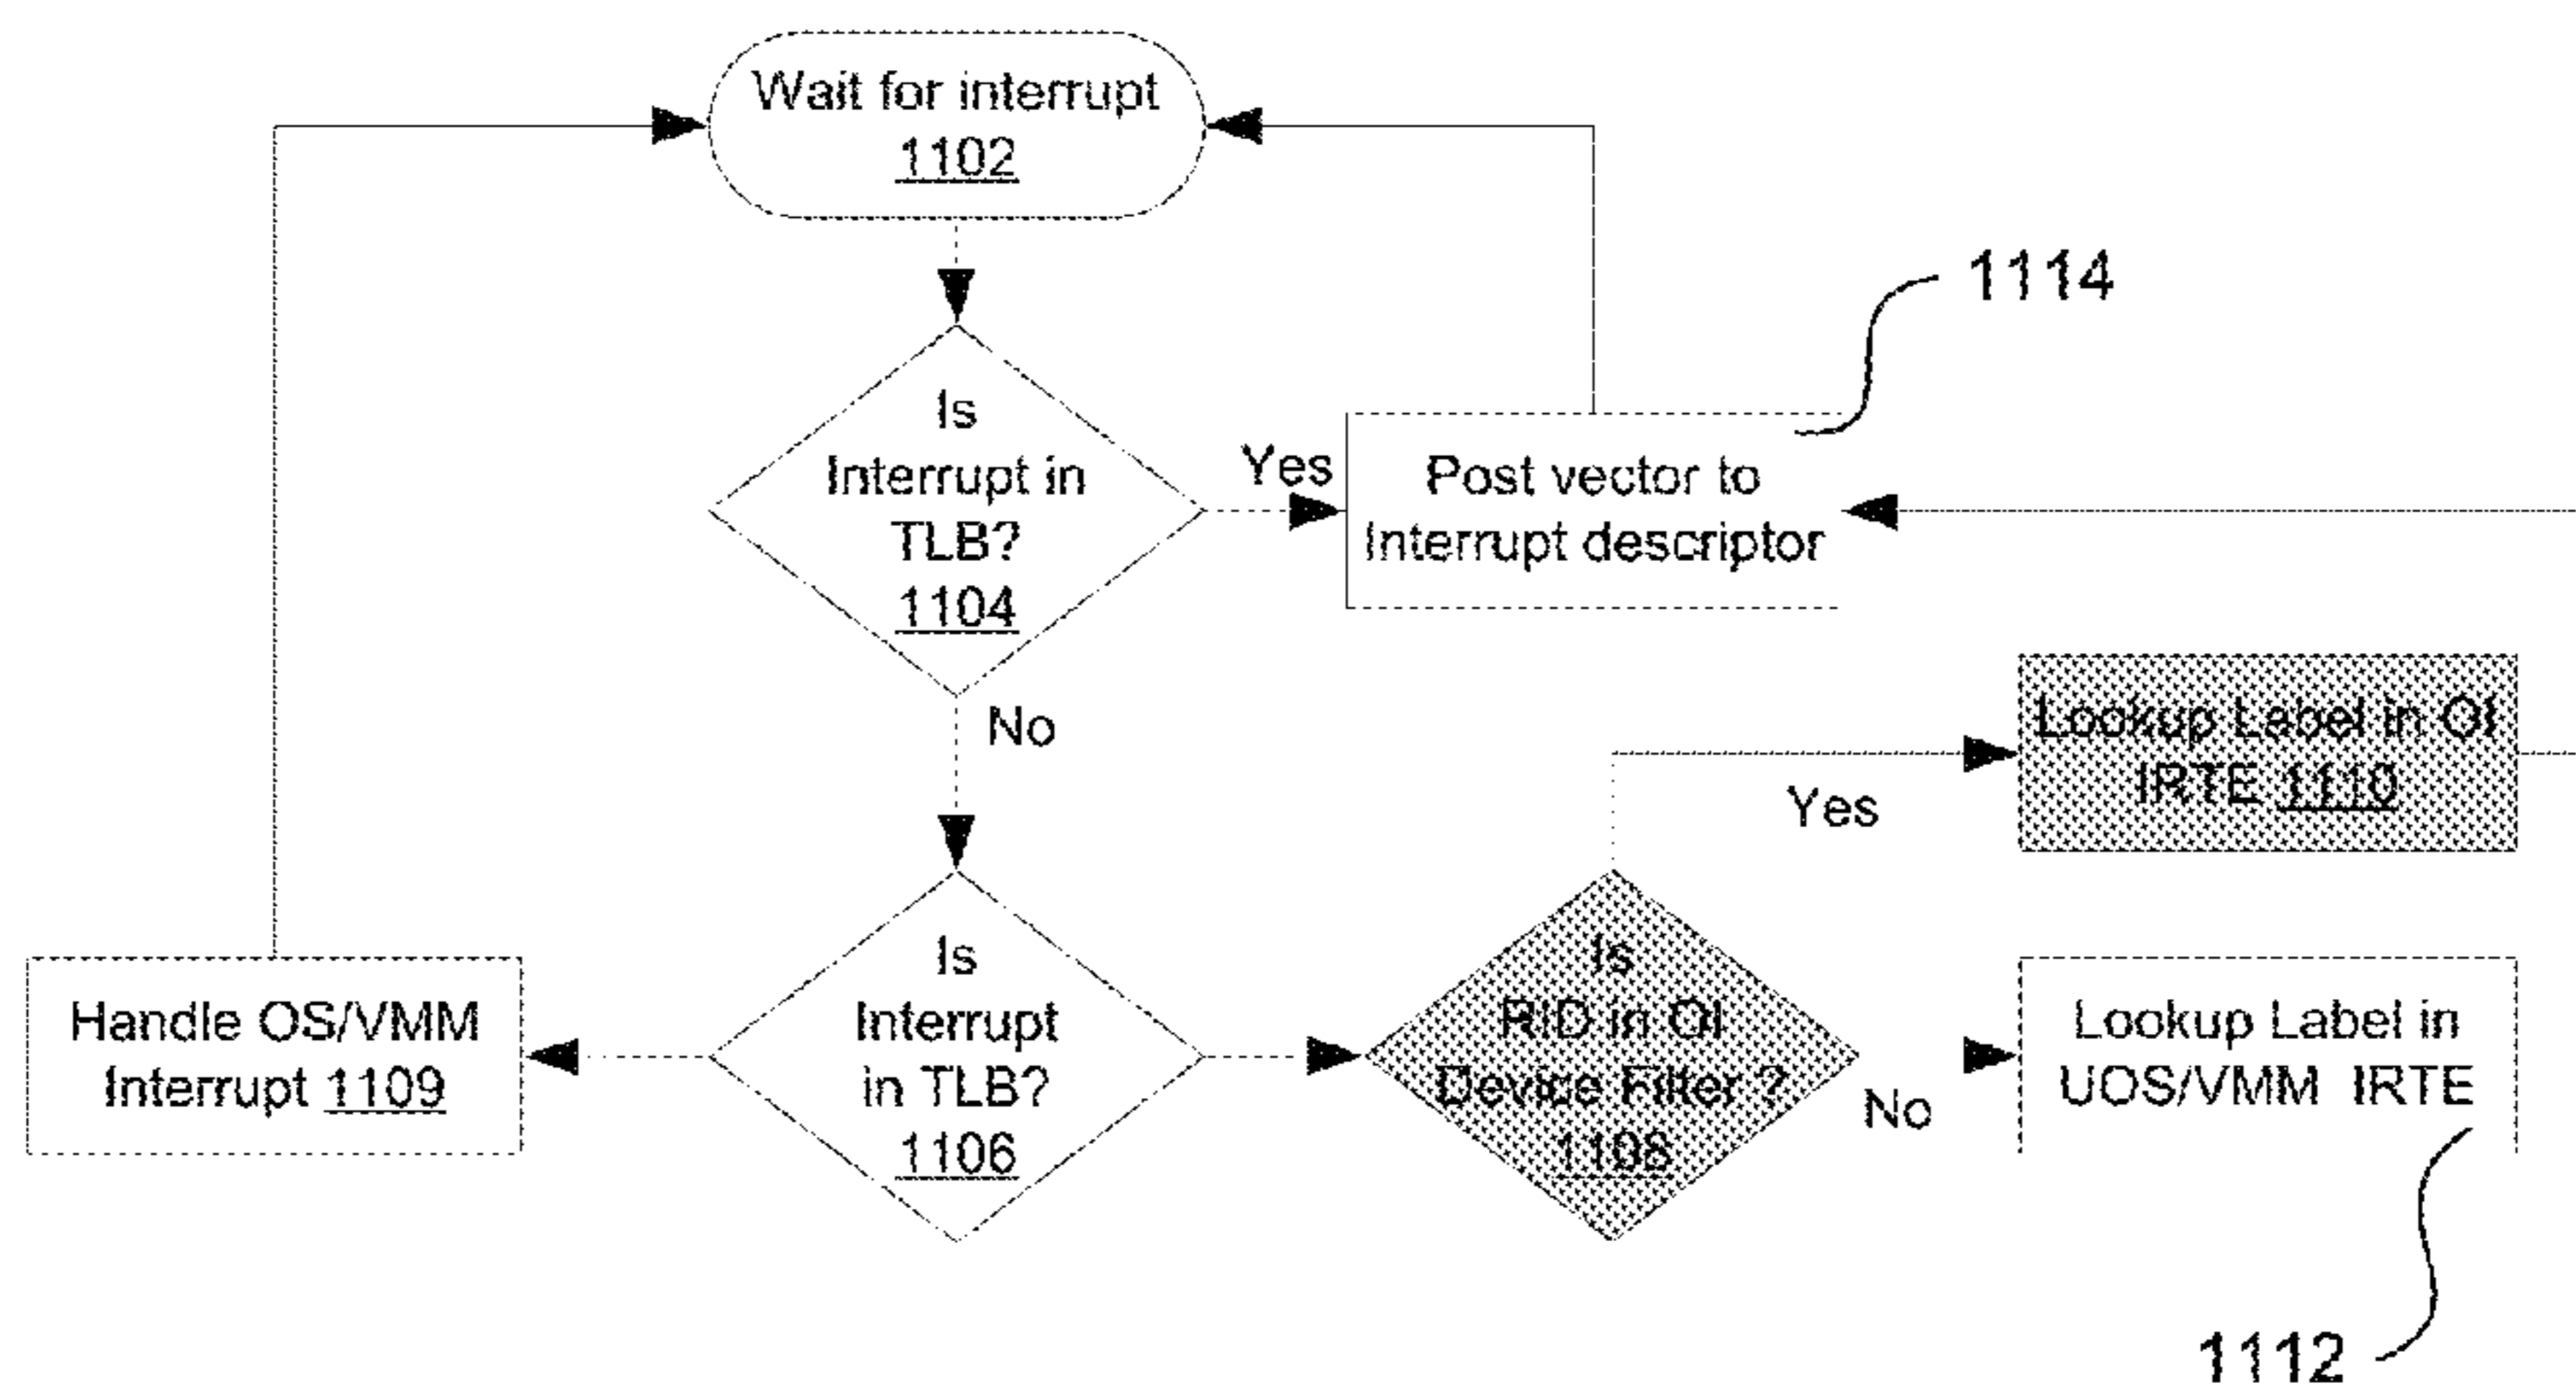 Wait for interrupt
1102
1114
Is
Interrupt in
TLB?
1104
Yes
Post vector to
Interrupt descriptor
No
Lookup Label in OI
IRTE 1110
Yes
Handle OS/VMM
Interrupt 1109
Is
Interrupt
in TLB?
1106
Is
RID in OI
Device Filter ?
1108
No
Lookup Label in
UOS/VMM IRTE
1112